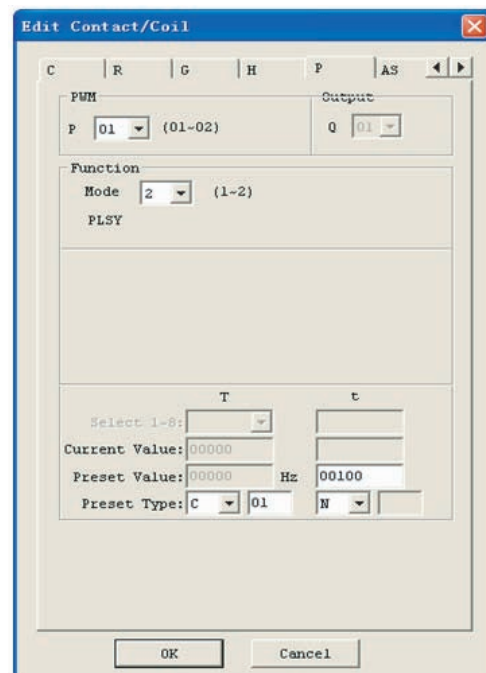 Edit Contact/Coil
C R G H P AS
PWM Output
P 01 (01~02) Q 01
Function
Mode 2 (1~2)
PLSY
T t
Select 1-8:
Current Value: 00000
Preset Value: 00000 Hz 00100
Preset Type: C 01 N
OK Cancel